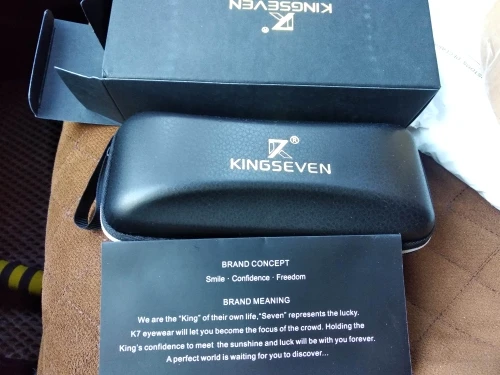 KINGSEVEN
®
®
KINGSEVEN
BRAND CONCEPT
Smile · Confidence · Freedom
BRAND MEANING
We are the “King” of their own life,“Seven” represents the lucky.
K7 eyewear will let you become the focus of the crowd. Holding the
King's confidence to meet the sunshine and luck will be with you forever.
A perfect world is waiting for you to discover...